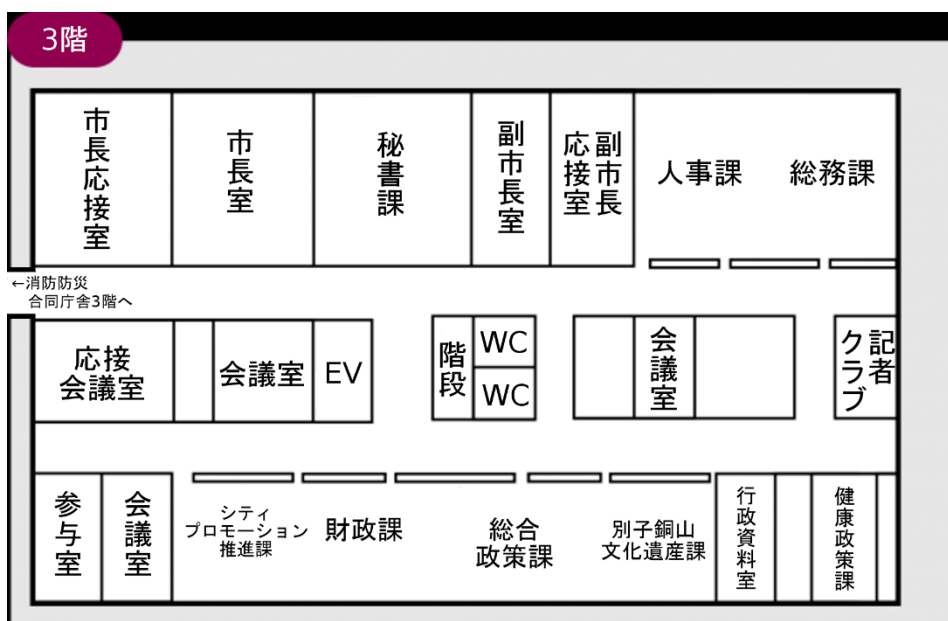 3階
市長応接室
市長室
秘書課
副市長室
副市長
応接室
人事課
総務課
←消防防災
合同庁舎3階へ
応接
会議室
会議室
EV
階段
WC
WC
会議室
記者
クラブ
参与室
会議室
シティ
プロモーション
推進課
財政課
総合
政策課
別子銅山
文化遺産課
行政資料室
健康政策課